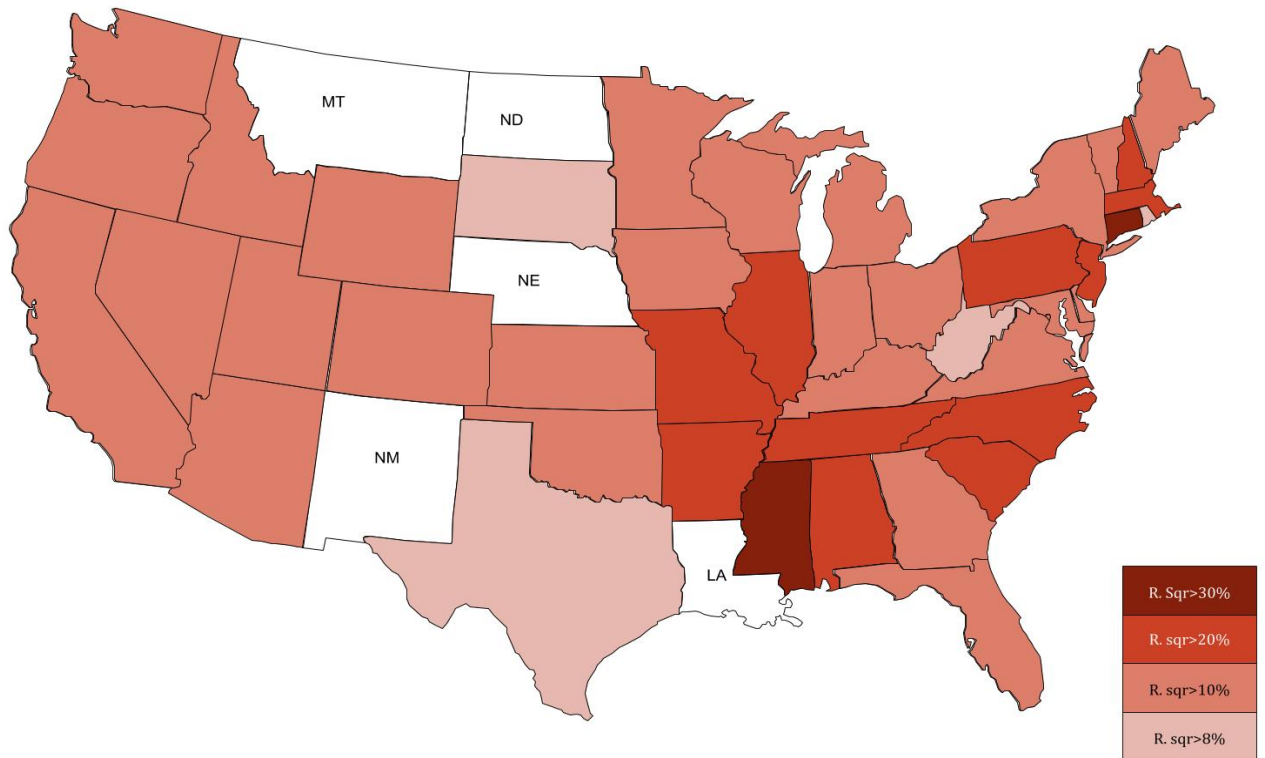 MT
ND
NE
NM
LA
R. Sqr>30%
R. sqr>20%
R. sqr>10%
R. sqr>8%